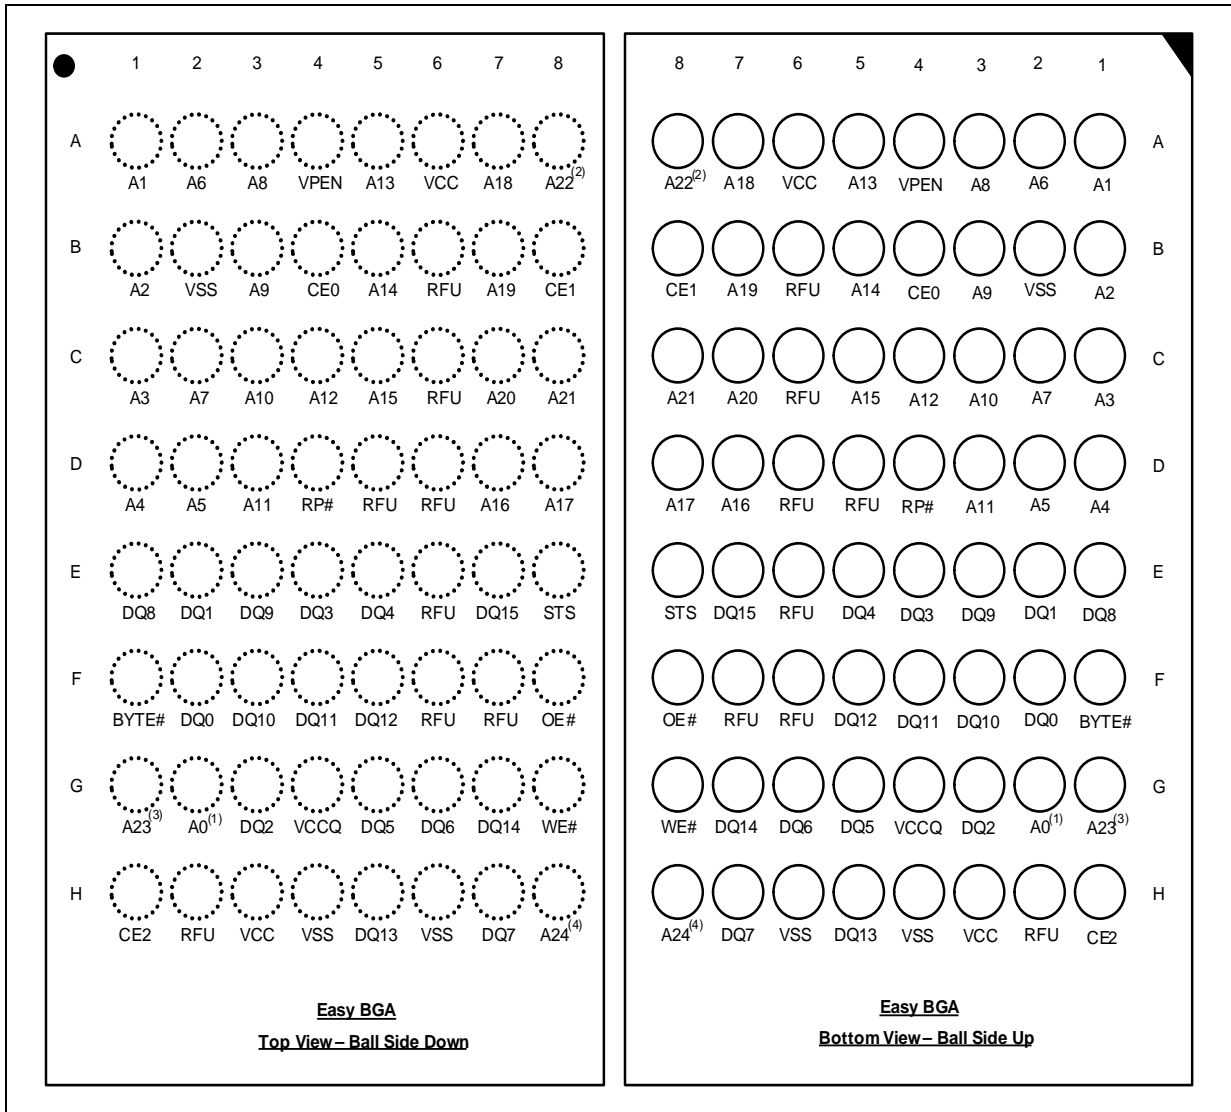 1 2 3 4 5 6 7 8
A
A1 A6 A8 VPEN A13 VCC A18 A22(2)
B
A2 VSS A9 CE0 A14 RFU A19 CE1
C
A3 A7 A10 A12 A15 RFU A20 A21
D
A4 A5 A11 RP# RFU RFU A16 A17
E
DQ8 DQ1 DQ9 DQ3 DQ4 RFU DQ15 STS
F
BYTE# DQ0 DQ10 DQ11 DQ12 RFU RFU OE#
G
A23(3) A0(1) DQ2 VCCQ DQ5 DQ6 DQ14 WE#
H
CE2 RFU VCC VSS DQ13 VSS DQ7 A24(4)
Easy BGA
Top View – Ball Side Down
8 7 6 5 4 3 2 1
A
A22(2) A18 VCC A13 VPEN A8 A6 A1
B
CE1 A19 RFU A14 CE0 A9 VSS A2
C
A21 A20 RFU A15 A12 A10 A7 A3
D
A17 A16 RFU RFU RP# A11 A5 A4
E
STS DQ15 RFU DQ4 DQ3 DQ9 DQ1 DQ8
F
OE# RFU RFU DQ12 DQ11 DQ10 DQ0 BYTE#
G
WE# DQ14 DQ6 DQ5 VCCQ DQ2 A0(1) A23(3)
H
A24(4) DQ7 VSS DQ13 VSS VCC RFU CE2
Easy BGA
Bottom View – Ball Side Up